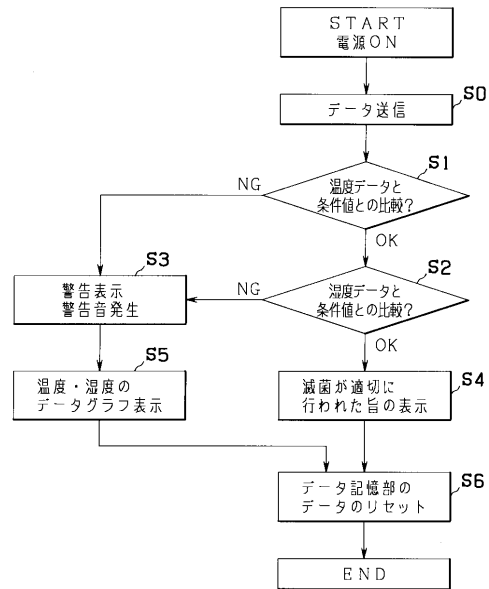 START
電源ON
S0
データ送信
S1
温度データと
条件値との比較?
NG
OK
S2
湿度データと
条件値との比較?
NG
OK
S3
警告表示
警告音発生
S5
温度・湿度の
データグラフ表示
S4
滅菌が適切に
行われた旨の表示
S6
データ記憶部の
データのリセット
END